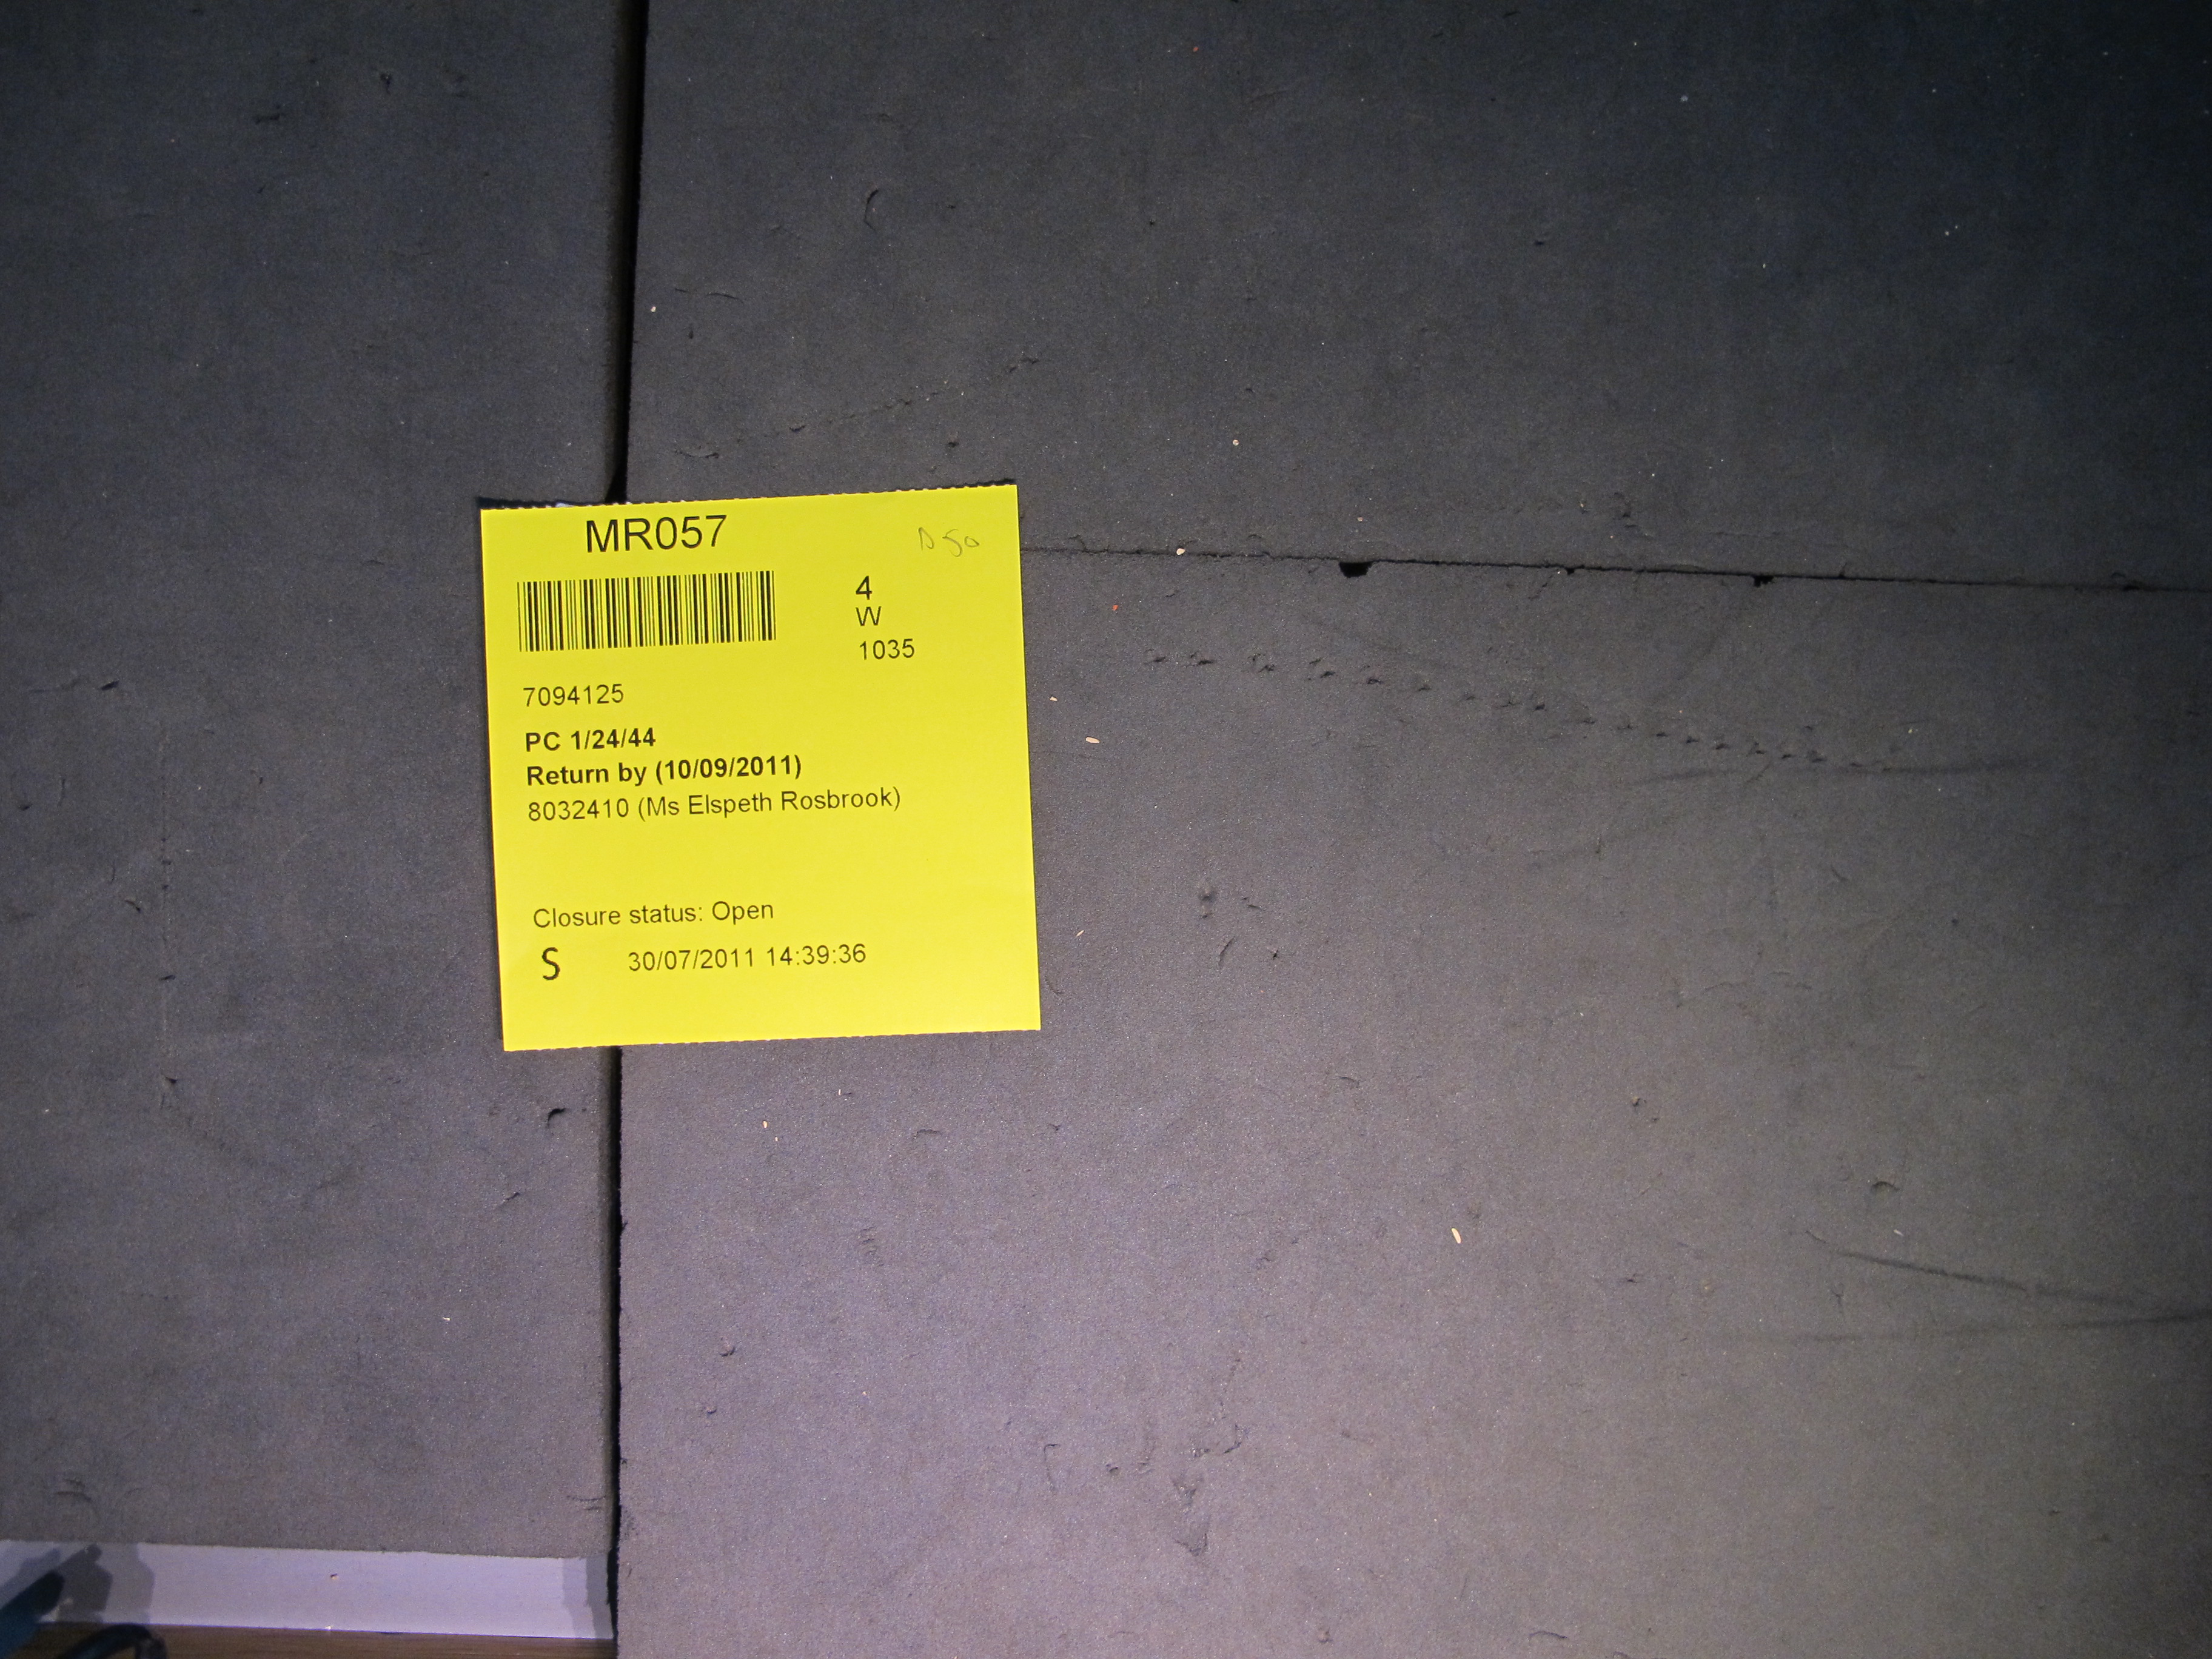 MR057
D50
4
W
1035
7094125
PC 1/24/44
Return by (10/09/2011)
8032410 (Ms Elspeth Rosbrook)
Closure status: Open
S 30/07/2011 14:39:36